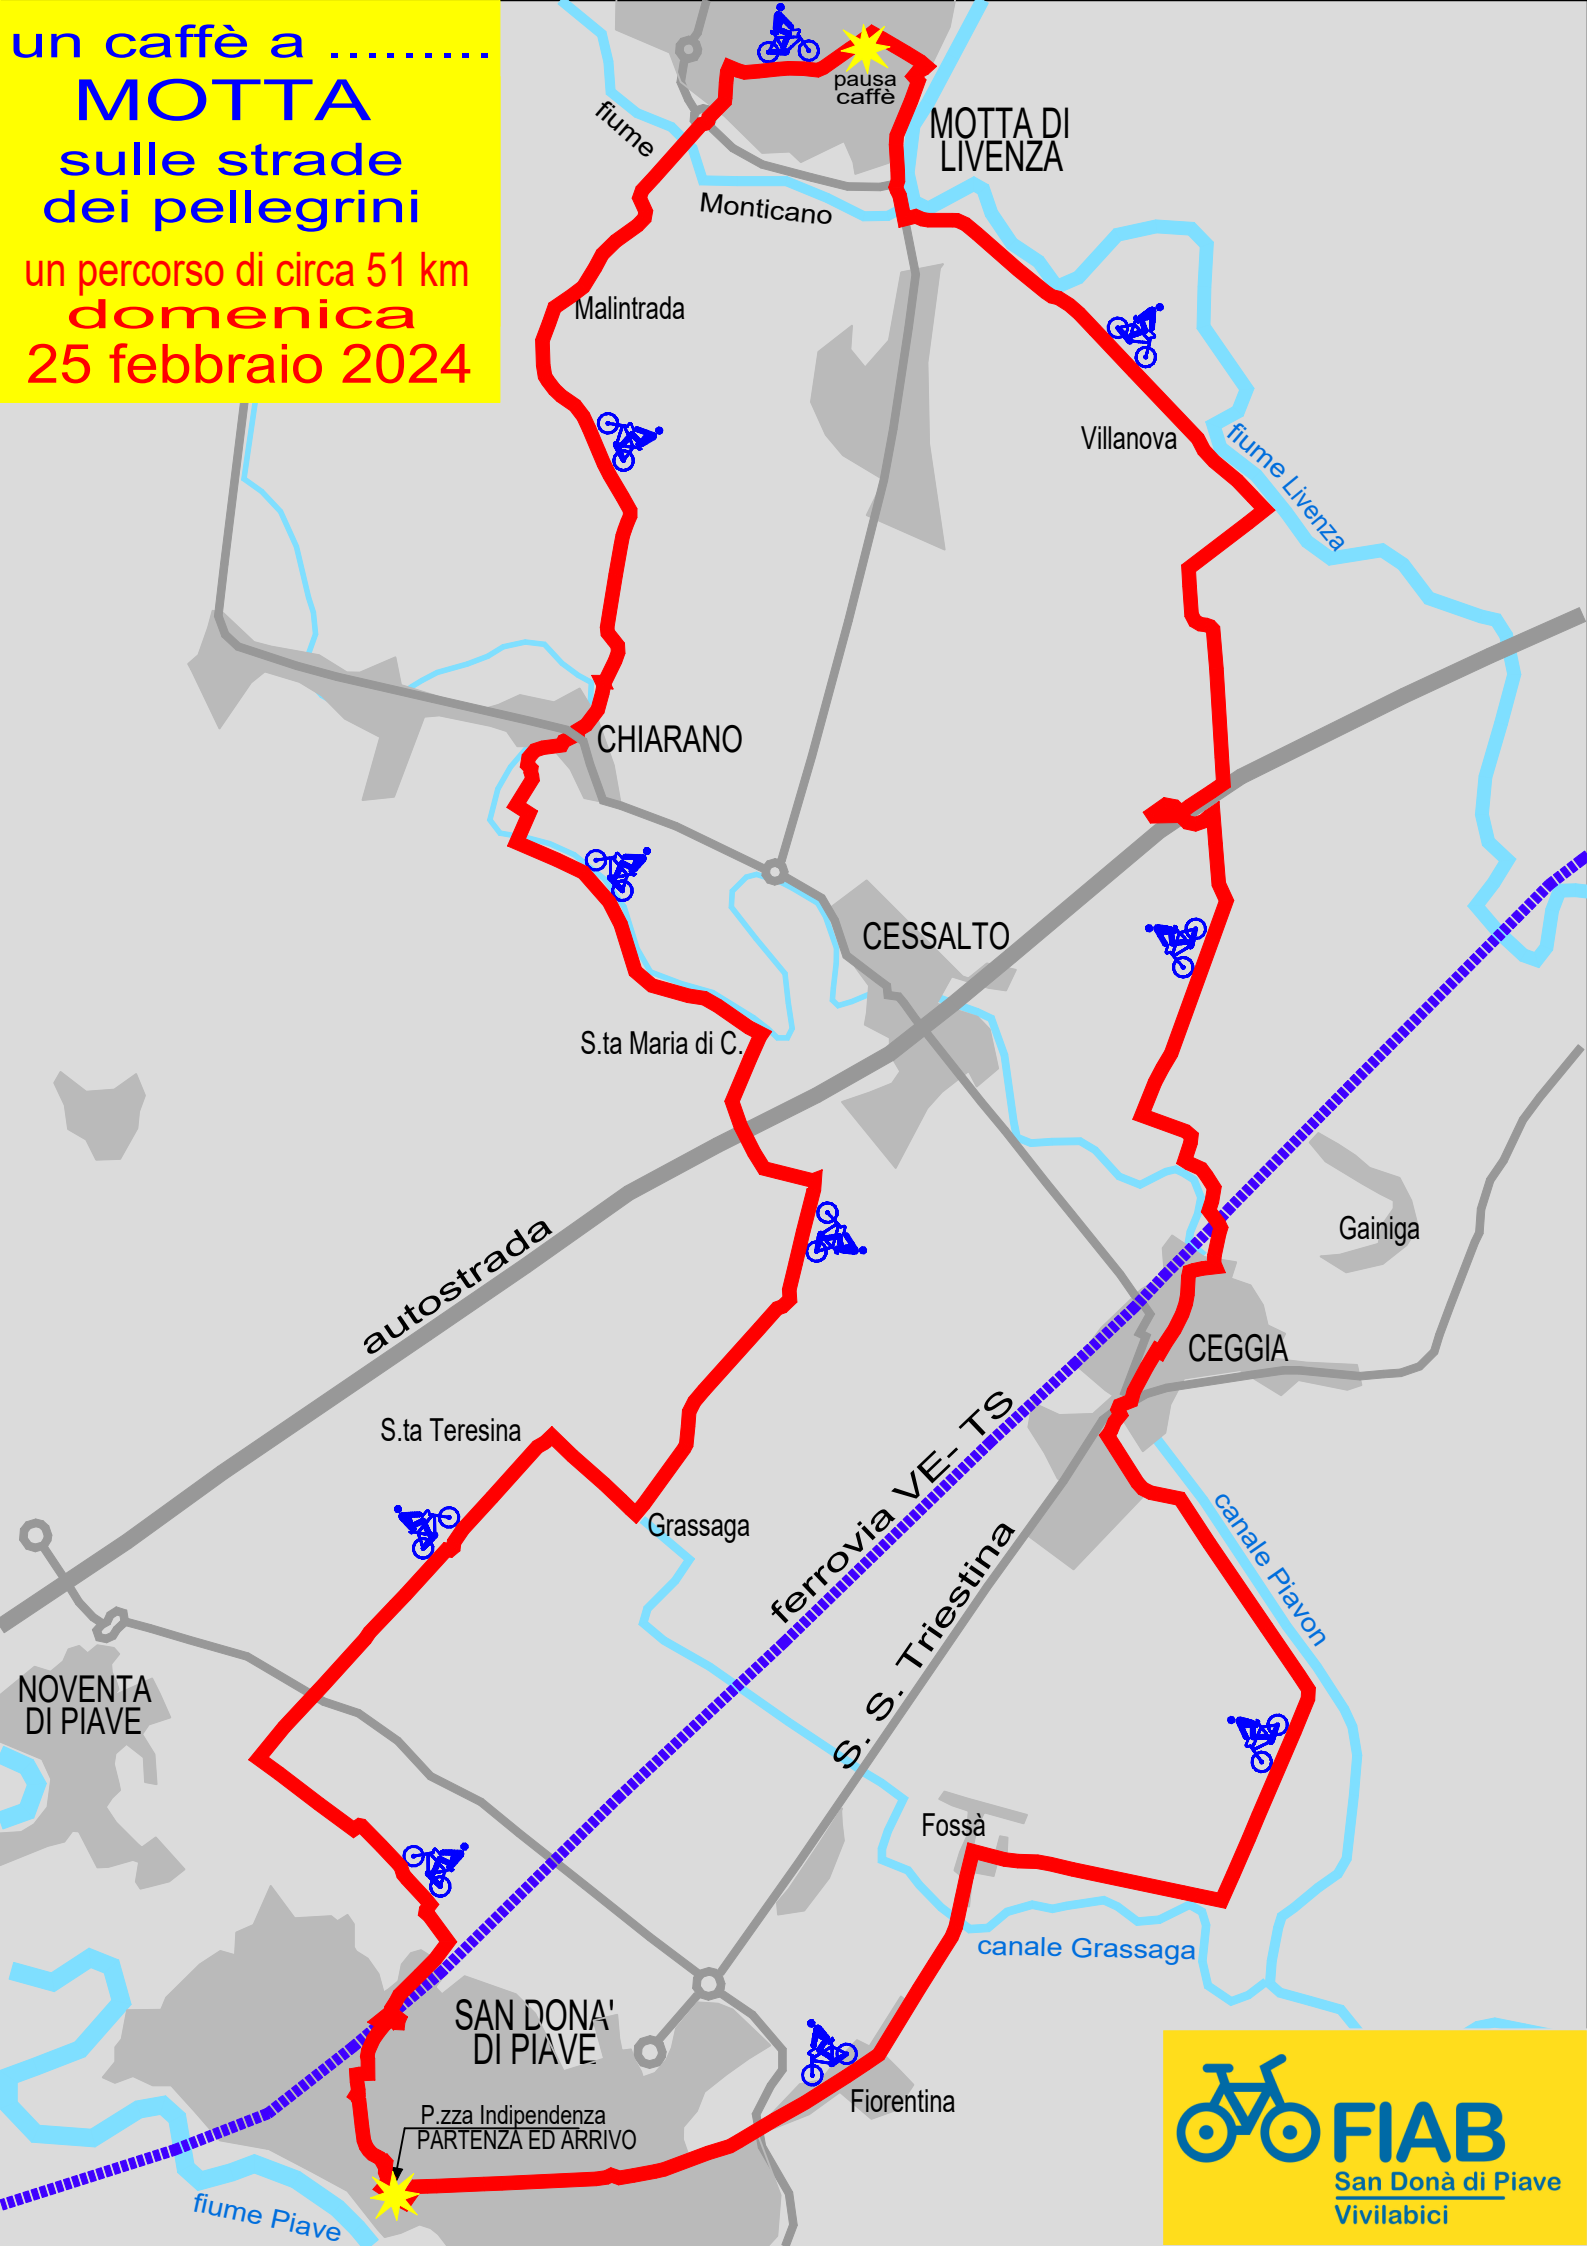 un caffè a .........
MOTTA
sulle strade
dei pellegrini
un percorso di circa 51 km
domenica
25 febbraio 2024
pausa
caffè
MOTTA DI
LIVENZA
fiume
Monticano
Malintrada
Villanova
fiume Livenza
CHIARANO
CESSALTO
S.ta Maria di C.
Gainiga
autostrada
CEGGIA
S.ta Teresina
Grassaga
ferrovia VE- TS
S. S. Triestina
canale Piavon
NOVENTA
DI PIAVE
Fossà
canale Grassaga
SAN DONA'
DI PIAVE
Fiorentina
P.zza Indipendenza
PARTENZA ED ARRIVO
fiume Piave
FIAB
San Donà di Piave
Vivilabici